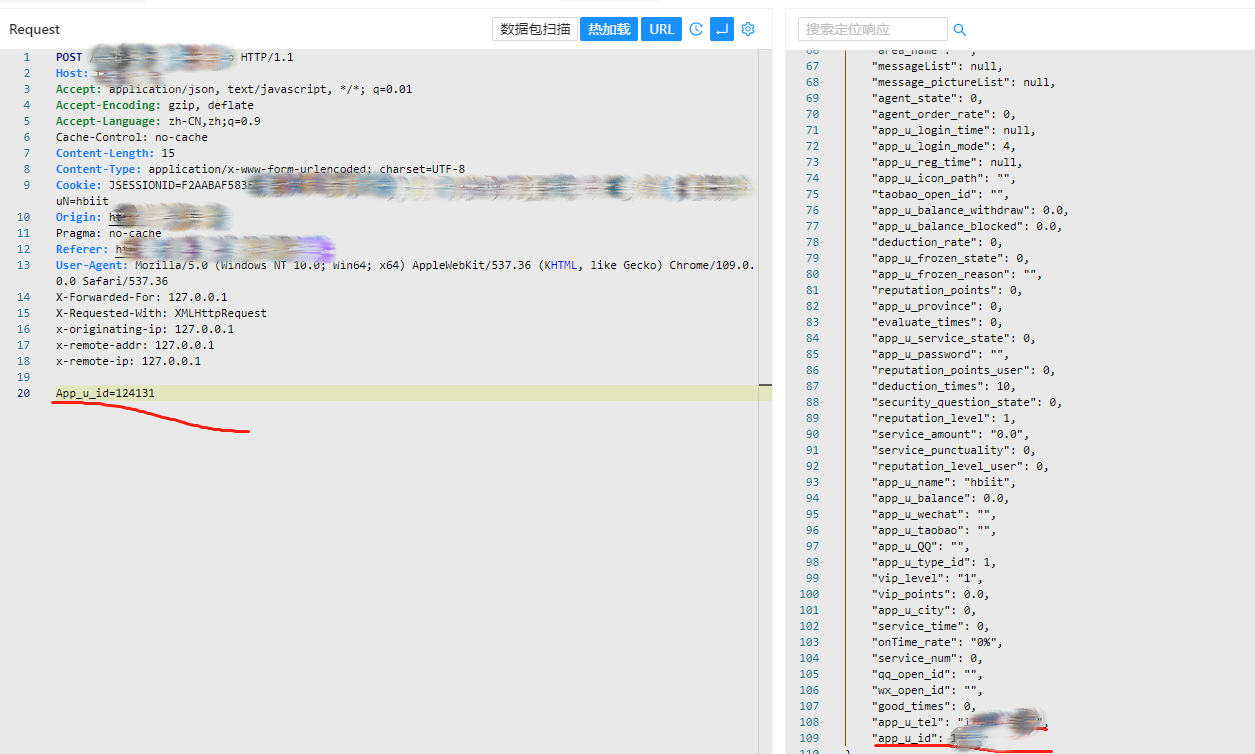 Request
数据包扫描 热加载 URL
1 POST / HTTP/1.1
2 Host:
3 Accept: application/json, text/javascript, */*; q=0.01
4 Accept-Encoding: gzip, deflate
5 Accept-Language: zh-CN,zh;q=0.9
6 Cache-Control: no-cache
7 Content-Length: 15
8 Content-Type: application/x-www-form-urlencoded; charset=UTF-8
9 Cookie: JSESSIONID=F2AABAF583
uN=hbiit
10 Origin: ht
11 Pragma: no-cache
12 Referer:
13 User-Agent: Mozilla/5.0 (Windows NT 10.0; Win64; x64) AppleWebKit/537.36 (KHTML, like Gecko) Chrome/109.0.
0.0 Safari/537.36
14 X-Forwarded-For: 127.0.0.1
15 X-Requested-With: XMLHttpRequest
16 x-originating-ip: 127.0.0.1
17 x-remote-addr: 127.0.0.1
18 x-remote-ip: 127.0.0.1
19
20 App_u_id=124131
搜索定位响应
66 "area_name": "",
67 "messageList": null,
68 "message_pictureList": null,
69 "agent_state": 0,
70 "agent_order_rate": 0,
71 "app_u_login_time": null,
72 "app_u_login_mode": 4,
73 "app_u_reg_time": null,
74 "app_u_icon_path": "",
75 "taobao_open_id": "",
76 "app_u_balance_withdraw": 0.0,
77 "app_u_balance_blocked": 0.0,
78 "deduction_rate": 0,
79 "app_u_frozen_state": 0,
80 "app_u_frozen_reason": "",
81 "reputation_points": 0,
82 "app_u_province": 0,
83 "evaluate_times": 0,
84 "app_u_service_state": 0,
85 "app_u_password": "",
86 "reputation_points_user": 0,
87 "deduction_times": 10,
88 "security_question_state": 0,
89 "reputation_level": 1,
90 "service_amount": "0.0",
91 "service_punctuality": 0,
92 "reputation_level_user": 0,
93 "app_u_name": "hbiit",
94 "app_u_balance": 0.0,
95 "app_u_wechat": "",
96 "app_u_taobao": "",
97 "app_u_QQ": "",
98 "app_u_type_id": 1,
99 "vip_level": "1",
100 "vip_points": 0.0,
101 "app_u_city": 0,
102 "service_time": 0,
103 "onTime_rate": "0%",
104 "service_num": 0,
105 "qq_open_id": "",
106 "wx_open_id": "",
107 "good_times": 0,
108 "app_u_tel": "1 ",
109 "app_u_id": 1
110 }